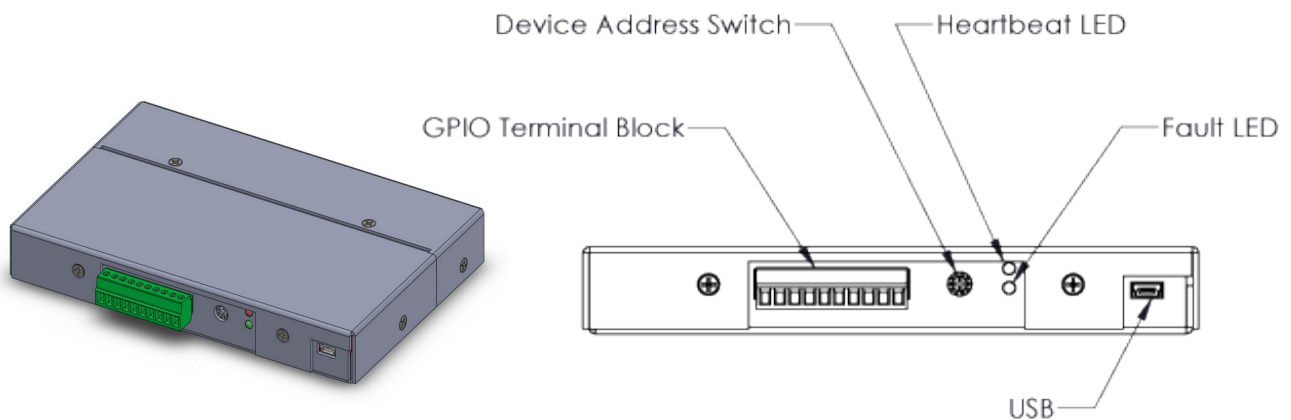 Device Address Switch
Heartbeat LED
GPIO Terminal Block
Fault LED
USB